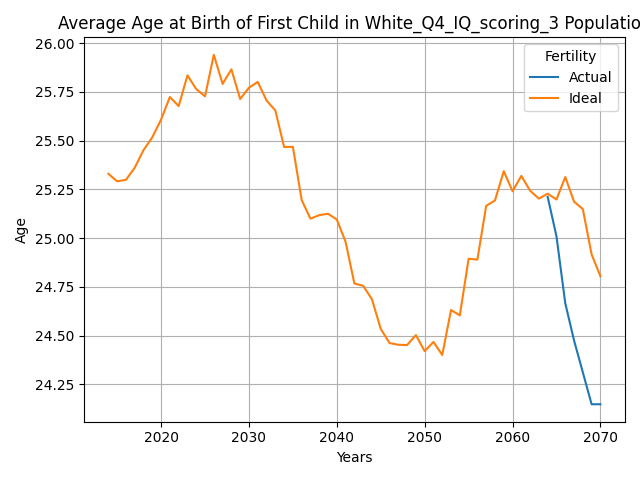 Average Age at Birth of First Child in White_Q4_IQ_scoring_3 Populatio
26.00
25.75
25.50
25.25
25.00
24.75
24.50
24.25
Age
Fertility
Actual
Ideal
2020 2030 2040 2050 2060 2070
Years